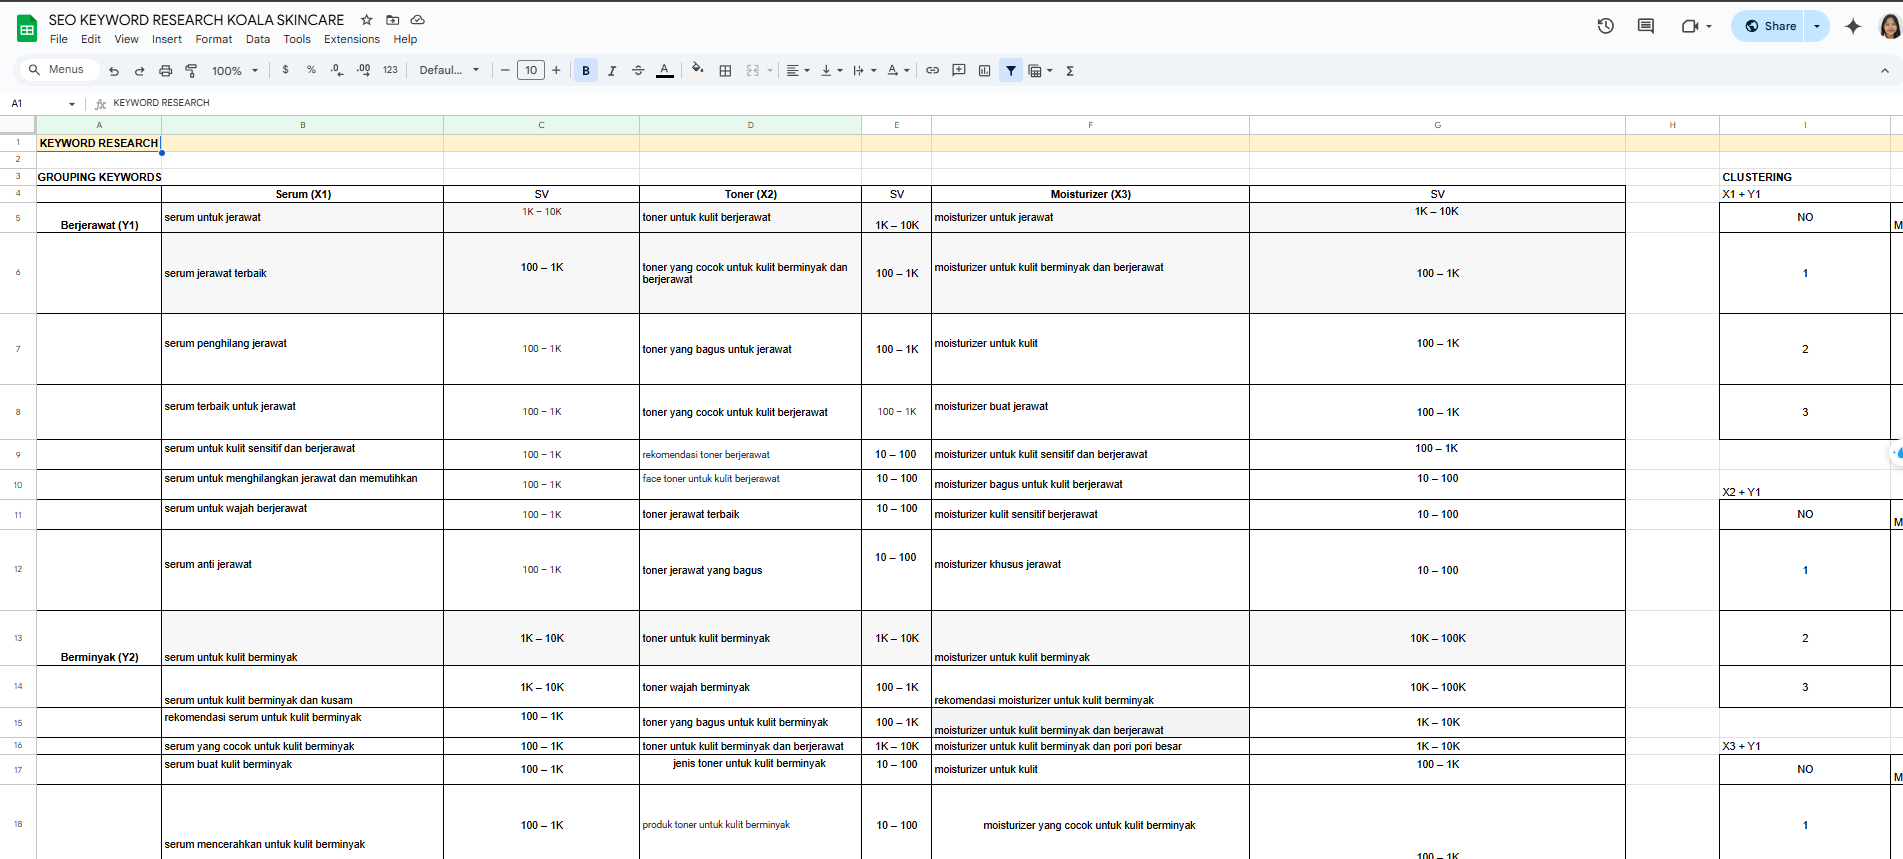 SEO KEYWORD RESEARCH KOALA SKINCARE
File Edit View Insert Format Data Tools Extensions Help
Share
Menus 100% $ % .0 .00 123 Defaul... 10 B I A
A1 fx KEYWORD RESEARCH
A B C D E F G H I
1 KEYWORD RESEARCH
2
3 GROUPING KEYWORDS CLUSTERING
4 Serum (X1) SV Toner (X2) SV Moisturizer (X3) SV X1 + Y1
5 Berjerawat (Y1) serum untuk jerawat 1K – 10K toner untuk kulit berjerawat 1K – 10K moisturizer untuk jerawat 1K – 10K NO M
6 serum jerawat terbaik 100 – 1K toner yang cocok untuk kulit berminyak dan
berjerawat 100 – 1K moisturizer untuk kulit berminyak dan berjerawat 100 – 1K 1
7 serum penghilang jerawat 100 – 1K toner yang bagus untuk jerawat 100 – 1K moisturizer untuk kulit 100 – 1K 2
8 serum terbaik untuk jerawat 100 – 1K toner yang cocok untuk kulit berjerawat 100 – 1K moisturizer buat jerawat 100 – 1K 3
9 serum untuk kulit sensitif dan berjerawat 100 – 1K rekomendasi toner berjerawat 10 – 100 moisturizer untuk kulit sensitif dan berjerawat 100 – 1K
10 serum untuk menghilangkan jerawat dan memutihkan 100 – 1K face toner untuk kulit berjerawat 10 – 100 moisturizer bagus untuk kulit berjerawat 10 – 100 X2 + Y1
11 serum untuk wajah berjerawat 100 – 1K toner jerawat terbaik 10 – 100 moisturizer kulit sensitif berjerawat 10 – 100 NO M
12 serum anti jerawat 100 – 1K toner jerawat yang bagus 10 – 100 moisturizer khusus jerawat 10 – 100 1
13 Berminyak (Y2) serum untuk kulit berminyak 1K – 10K toner untuk kulit berminyak 1K – 10K moisturizer untuk kulit berminyak 10K – 100K 2
14 serum untuk kulit berminyak dan kusam 1K – 10K toner wajah berminyak 100 – 1K rekomendasi moisturizer untuk kulit berminyak 10K – 100K 3
15 rekomendasi serum untuk kulit berminyak 100 – 1K toner yang bagus untuk kulit berminyak 100 – 1K moisturizer untuk kulit berminyak dan berjerawat 1K – 10K
16 serum yang cocok untuk kulit berminyak 100 – 1K toner untuk kulit berminyak dan berjerawat 1K – 10K moisturizer untuk kulit berminyak dan pori pori besar 1K – 10K X3 + Y1
17 serum buat kulit berminyak 100 – 1K jenis toner untuk kulit berminyak 10 – 100 moisturizer untuk kulit 100 – 1K NO M
18 serum mencerahkan untuk kulit berminyak 100 – 1K produk toner untuk kulit berminyak 10 – 100 moisturizer yang cocok untuk kulit berminyak 100 – 1K 1